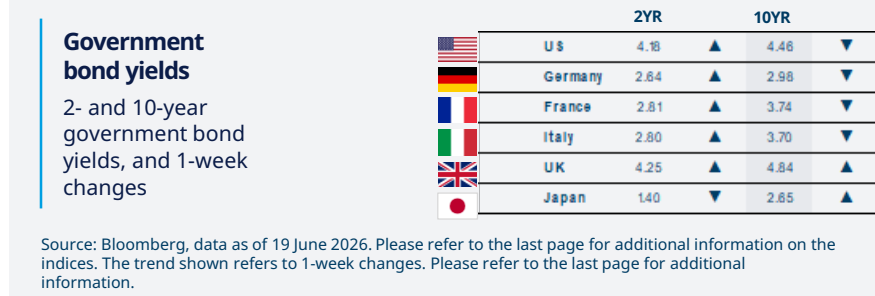 2YR 10YR
Government
bond yields
2- and 10-year
government bond
yields, and 1-week
changes
US 4.18 ▲ 4.46 ▼
Germany 2.64 ▲ 2.98 ▼
France 2.81 ▲ 3.74 ▼
Italy 2.80 ▲ 3.70 ▼
UK 4.25 ▲ 4.84 ▲
Japan 1.40 ▼ 2.65 ▲
Source: Bloomberg, data as of 19 June 2026. Please refer to the last page for additional information on the
indices. The trend shown refers to 1-week changes. Please refer to the last page for additional
information.